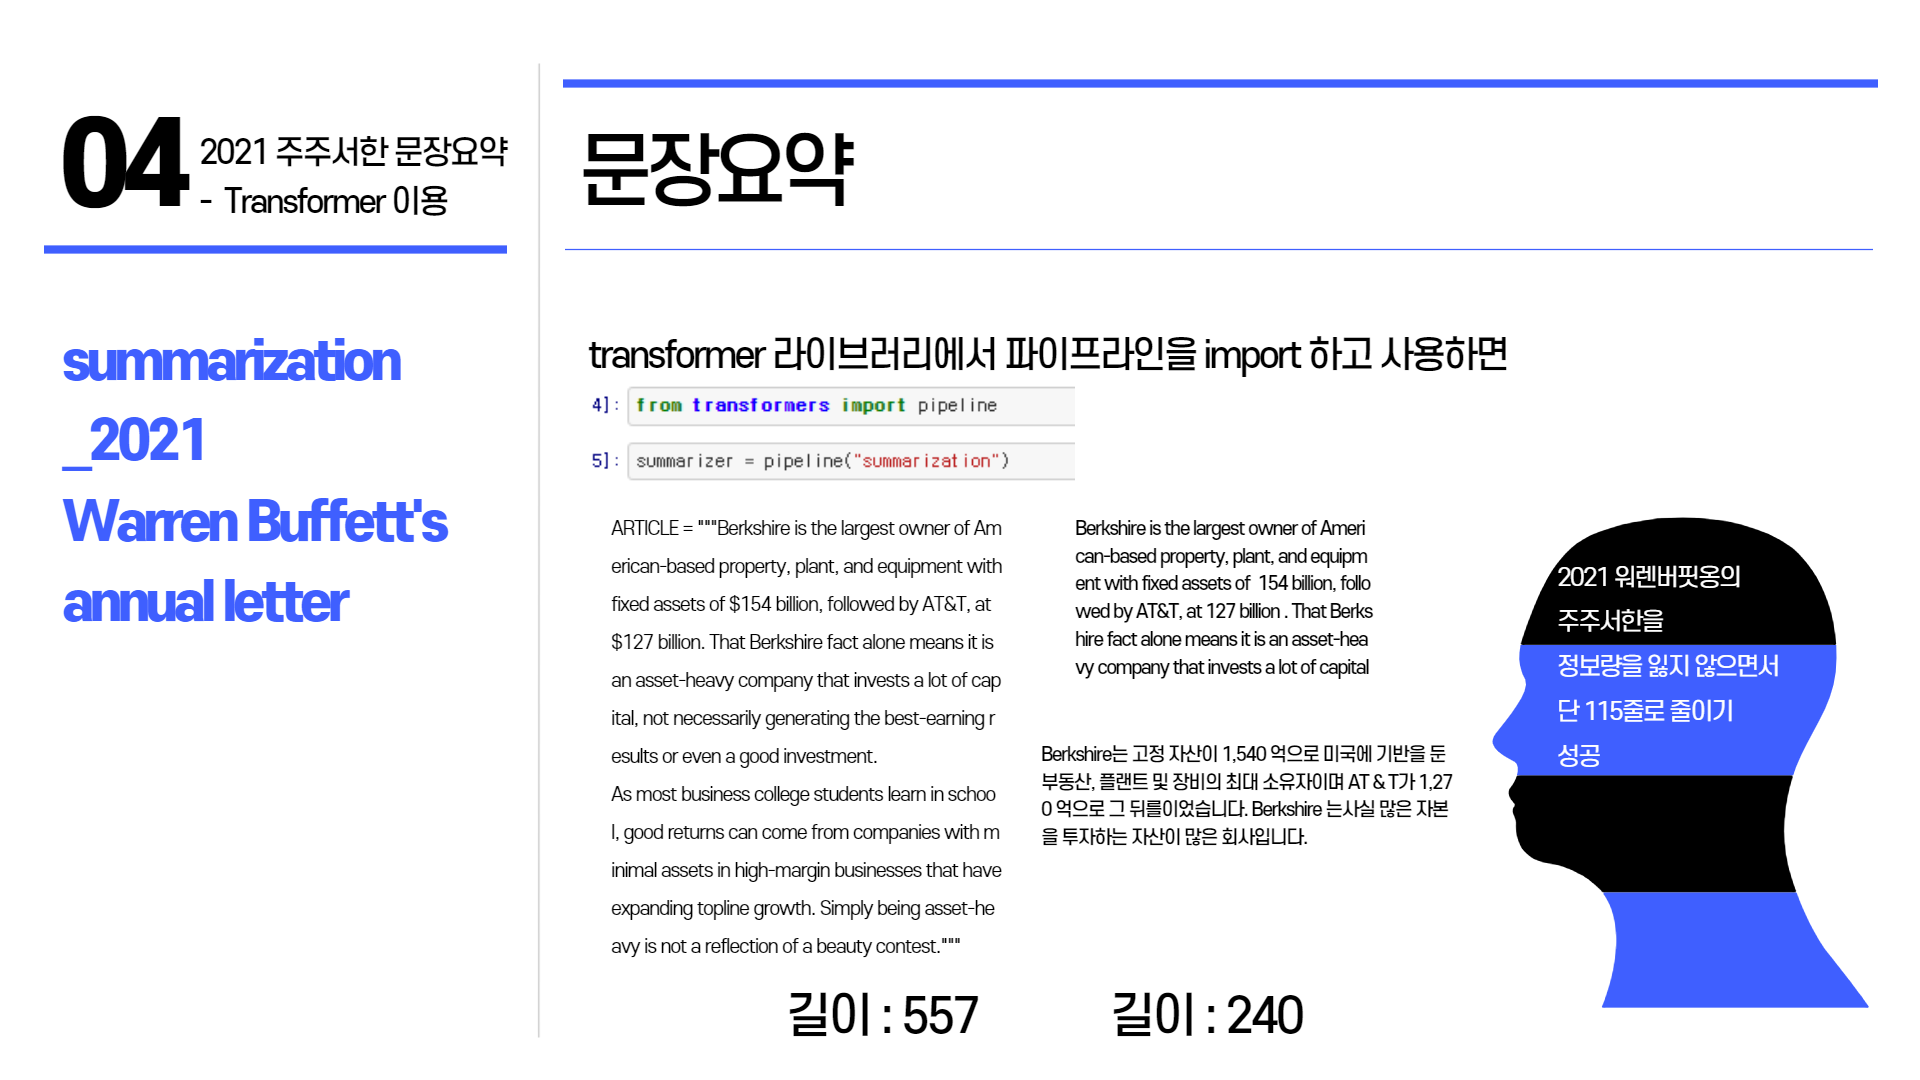 04
2021 주주서한 문장요약
- Transformer 이용
summarization
_2021
Warren Buffett's
annual letter
문장요약
transformer 라이브러리에서 파이프라인을 import 하고 사용하면
4]: from transformers import pipeline
5]: summarizer = pipeline("summarization")
ARTICLE = """Berkshire is the largest owner of Am
erican-based property, plant, and equipment with
fixed assets of $154 billion, followed by AT&T, at
$127 billion. That Berkshire fact alone means it is
an asset-heavy company that invests a lot of cap
ital, not necessarily generating the best-earning r
esults or even a good investment.
As most business college students learn in schoo
l, good returns can come from companies with m
inimal assets in high-margin businesses that have
expanding topline growth. Simply being asset-he
avy is not a reflection of a beauty contest."""
길이 : 557
Berkshire is the largest owner of Ameri
can-based property, plant, and equipm
ent with fixed assets of 154 billion, follo
wed by AT&T, at 127 billion . That Berks
hire fact alone means it is an asset-hea
vy company that invests a lot of capital
Berkshire는 고정 자산이 1,540 억으로 미국에 기반을 둔
부동산, 플랜트 및 장비의 최대 소유자이며 AT & T가 1,27
0 억으로 그 뒤를이었습니다. Berkshire 는사실 많은 자본
을 투자하는 자산이 많은 회사입니다.
길이 : 240
2021 워렌버핏옹의
주주서한을
정보량을 잃지 않으면서
단 115줄로 줄이기
성공